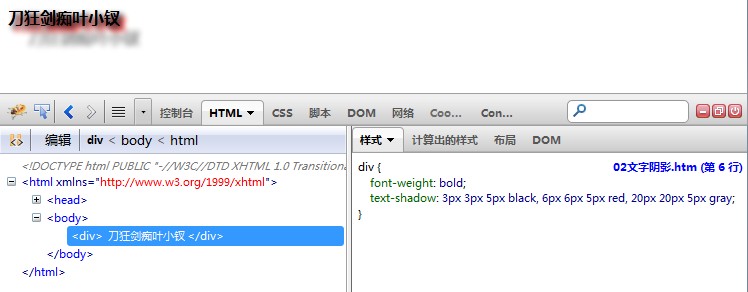 刀狂剑痴叶小钗
控制台 HTML CSS 脚本 DOM 网络 Coo... Con...
编辑 div < body < html
样式 计算出的样式 布局 DOM
<!DOCTYPE html PUBLIC "-//W3C//DTD XHTML 1.0 Transitiona
<html xmlns="http://www.w3.org/1999/xhtml">
<head>
<body>
<div> 刀狂剑痴叶小钗 </div>
</body>
</html>
div {
02文字阴影.htm (第 6 行)
font-weight: bold;
text-shadow: 3px 3px 5px black, 6px 6px 5px red, 20px 20px 5px gray;
}